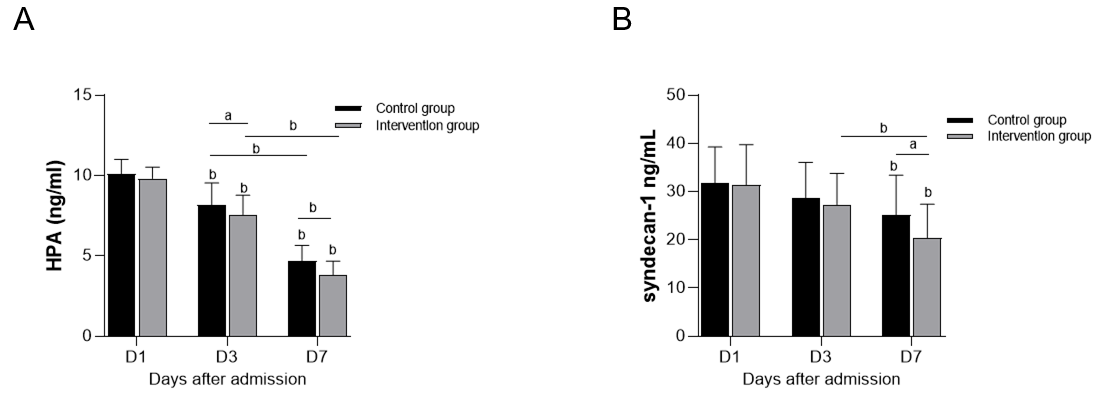 A
HPA (ng/ml)
15
10
5
0
a
b
b
b
b
b
b
b
Control group
Intervention group
D1
D3
D7
Days after admission
B
syndecan-1 ng/mL
50
40
30
20
10
0
b
a
b
b
Control group
Intervention group
D1
D3
D7
Days after admission